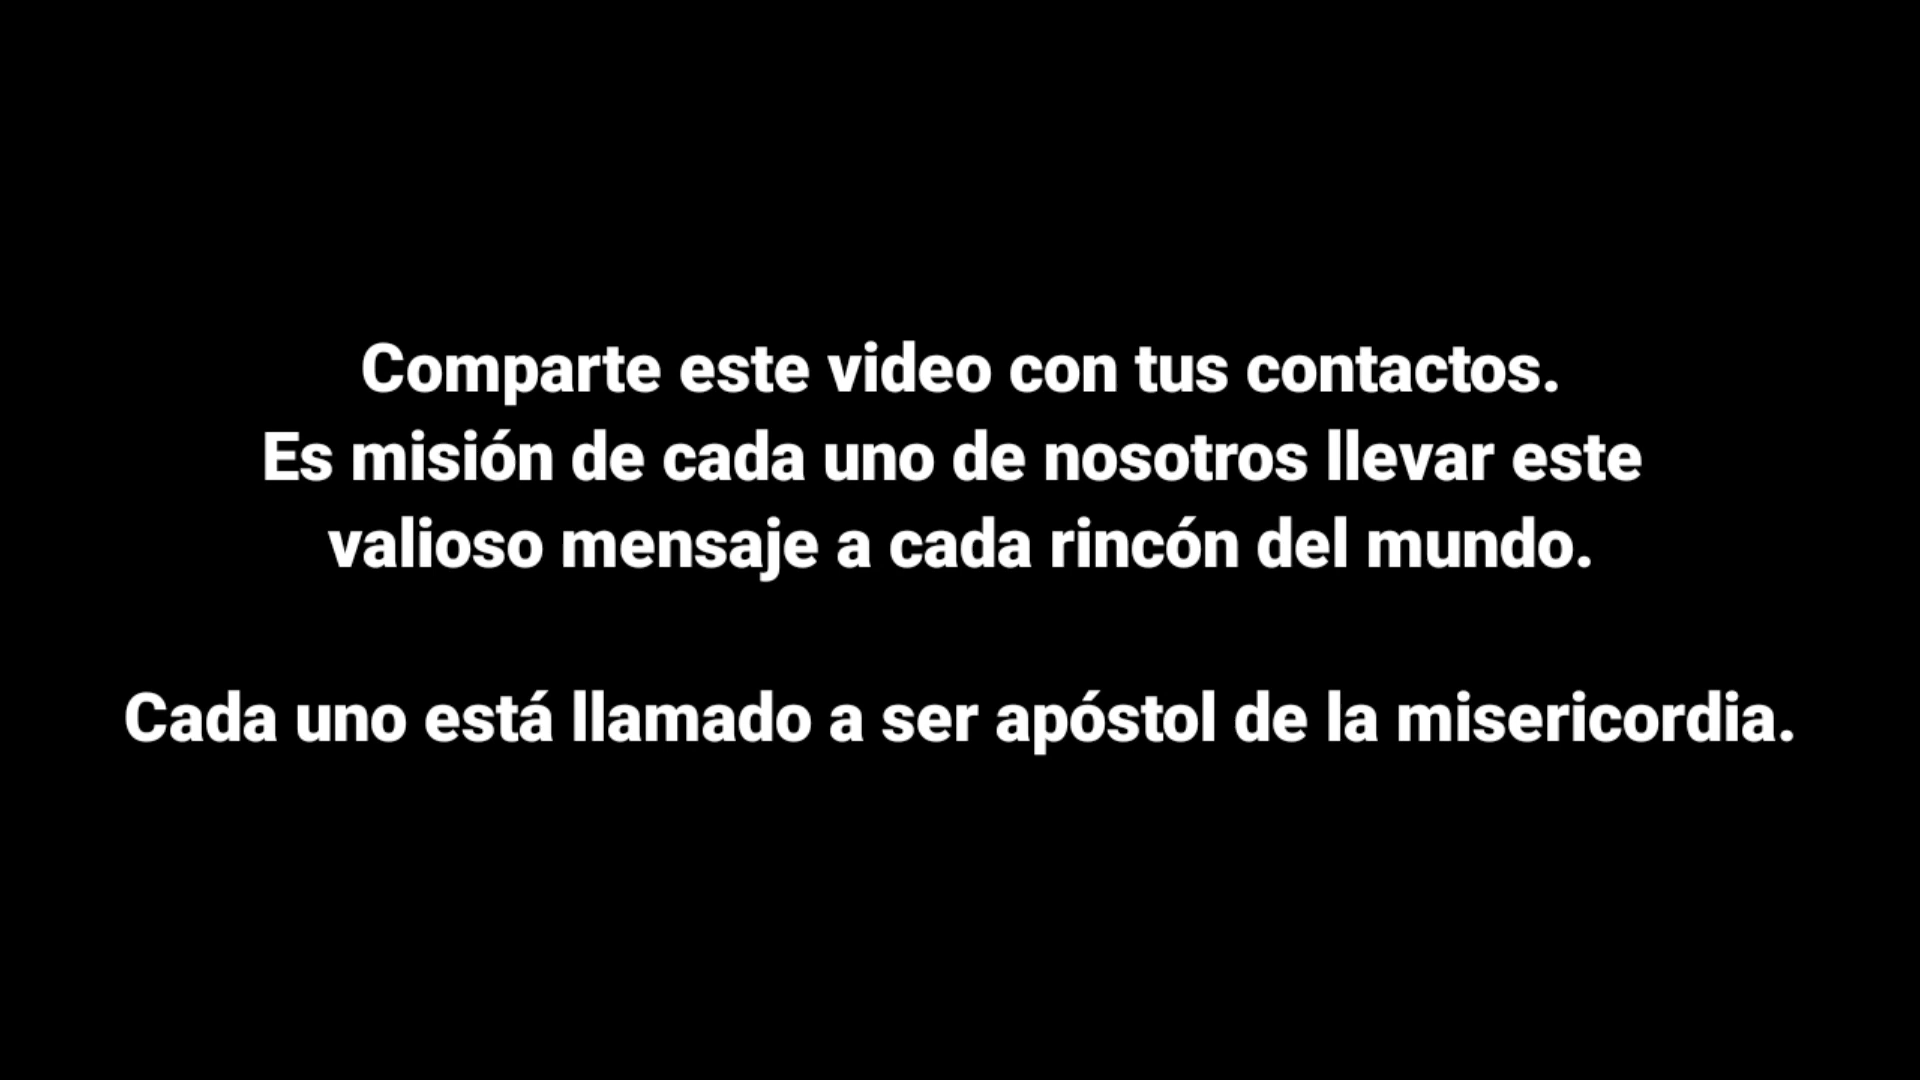 Comparte este video con tus contactos.
Es misión de cada uno de nosotros llevar este
valioso mensaje a cada rincón del mundo.
Cada uno está llamado a ser apóstol de la misericordia.